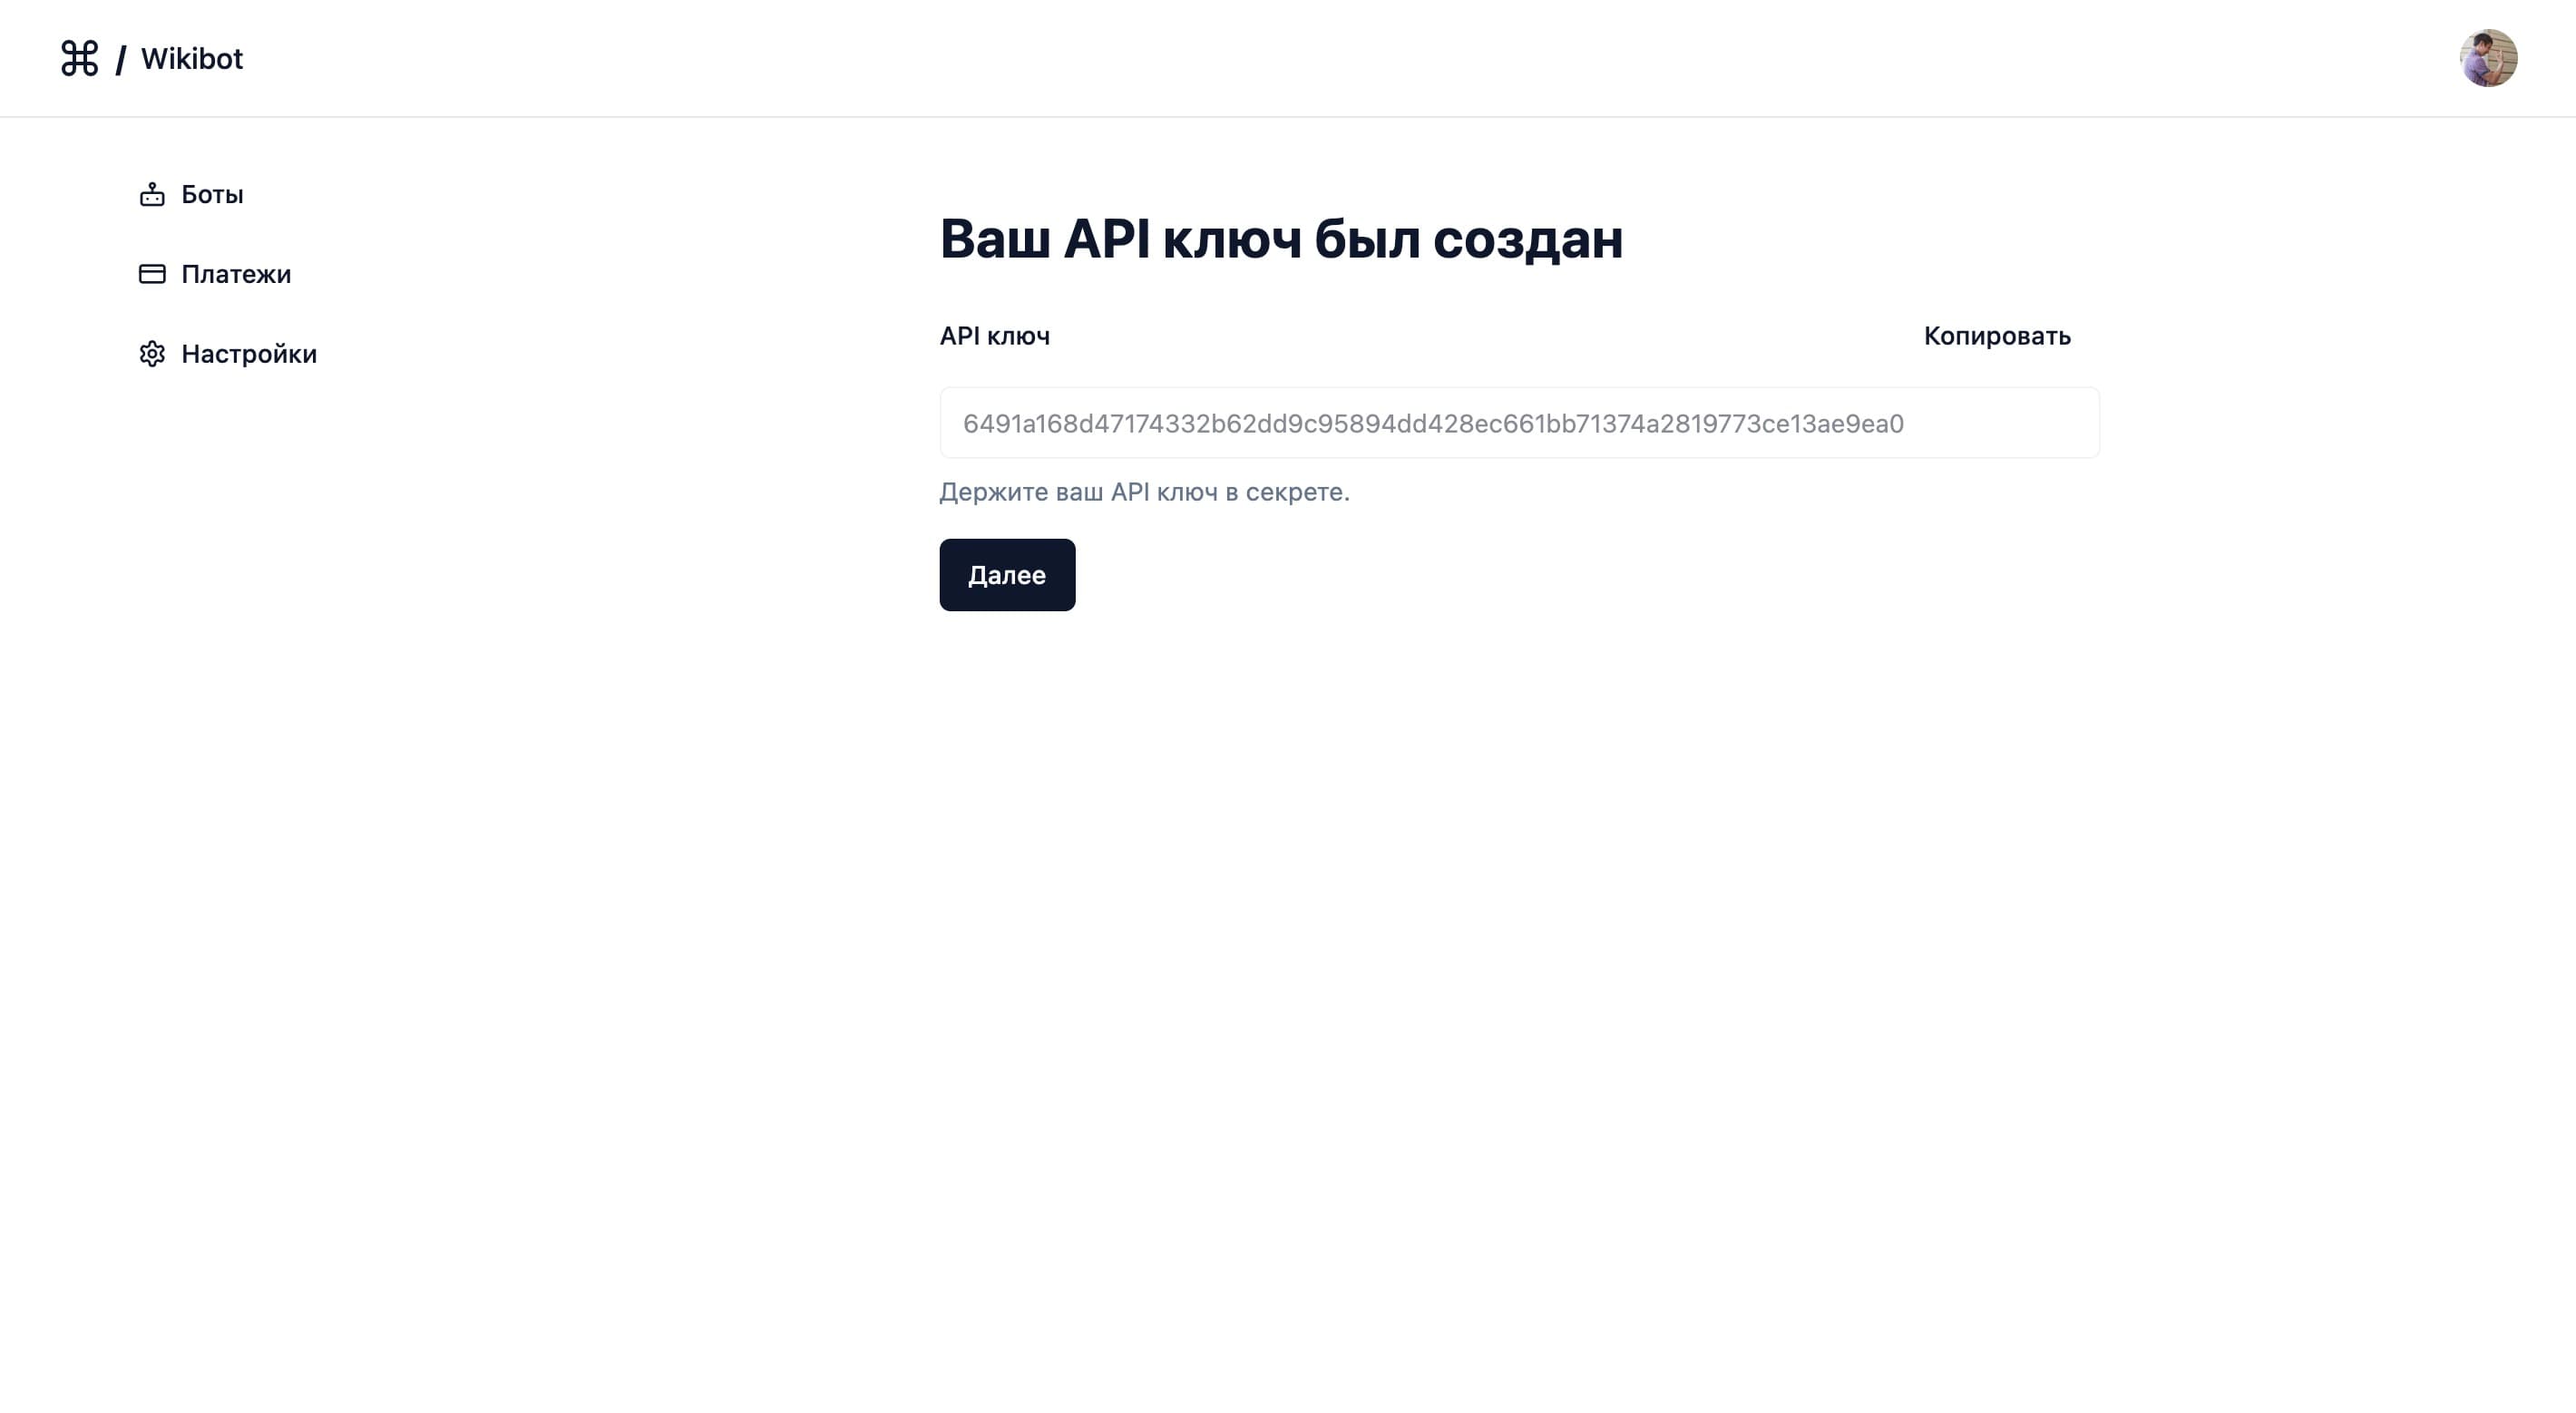 / Wikibot
Боты
Платежи
Настройки
Ваш API ключ был создан
API ключ
Копировать
6491a168d47174332b62dd9c95894dd428ec661bb71374a2819773ce13ae9ea0
Держите ваш API ключ в секрете.
Далее